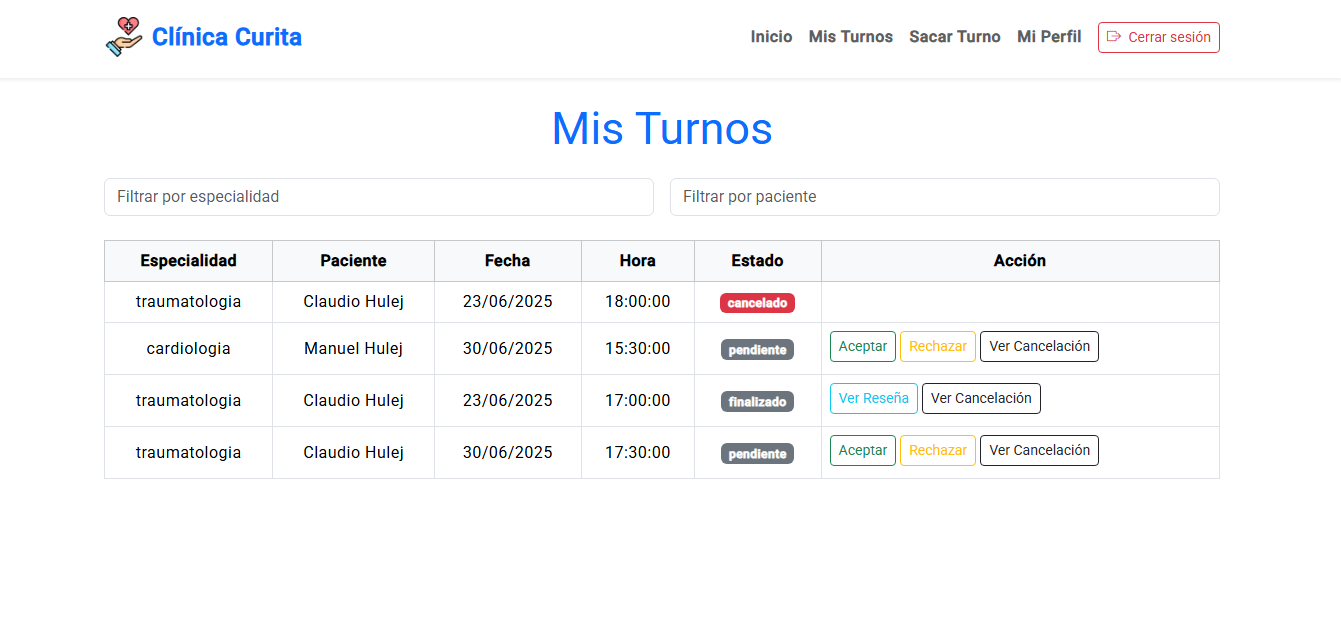 Clínica Curita
Inicio Mis Turnos Sacar Turno Mi Perfil Cerrar sesión
Mis Turnos
Filtrar por especialidad Filtrar por paciente
Especialidad Paciente Fecha Hora Estado Acción
traumatologia Claudio Hulej 23/06/2025 18:00:00 cancelado
cardiologia Manuel Hulej 30/06/2025 15:30:00 pendiente Aceptar Rechazar Ver Cancelación
traumatologia Claudio Hulej 23/06/2025 17:00:00 finalizado Ver Reseña Ver Cancelación
traumatologia Claudio Hulej 30/06/2025 17:30:00 pendiente Aceptar Rechazar Ver Cancelación